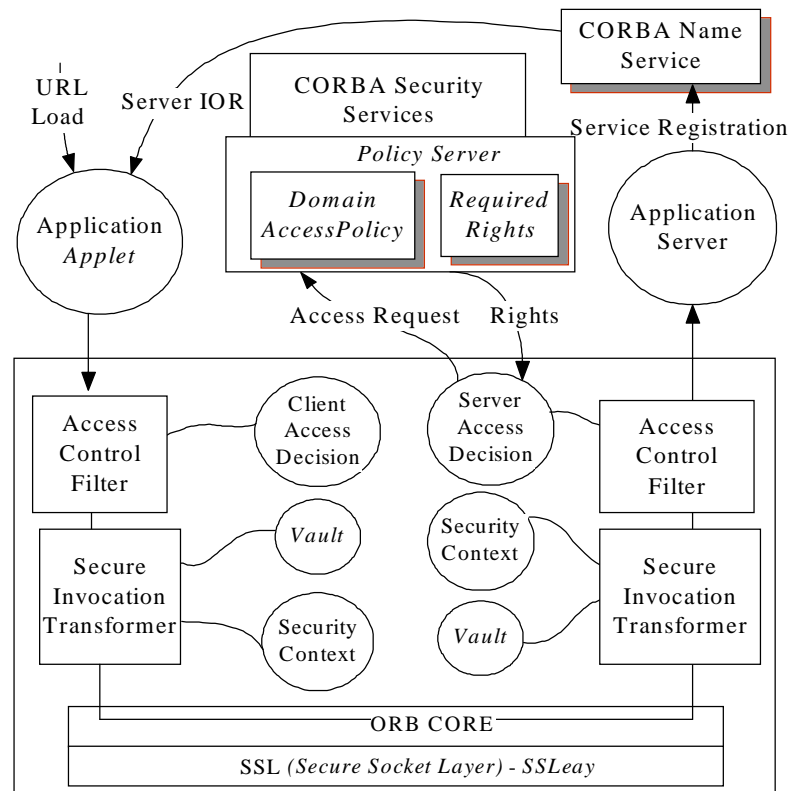 CORBA Name
Service
URL
Load
Server IOR
CORBA Security
Services
Service Registration
Policy Server
Domain
AccessPolicy
Required
Rights
Application
Applet
Application
Server
Access Request
Rights
Access
Control
Filter
Client
Access
Decision
Server
Access
Decision
Access
Control
Filter
Vault
Security
Context
Secure
Invocation
Transformer
Security
Context
Vault
Secure
Invocation
Transformer
ORB CORE
SSL (Secure Socket Layer) - SSLeay